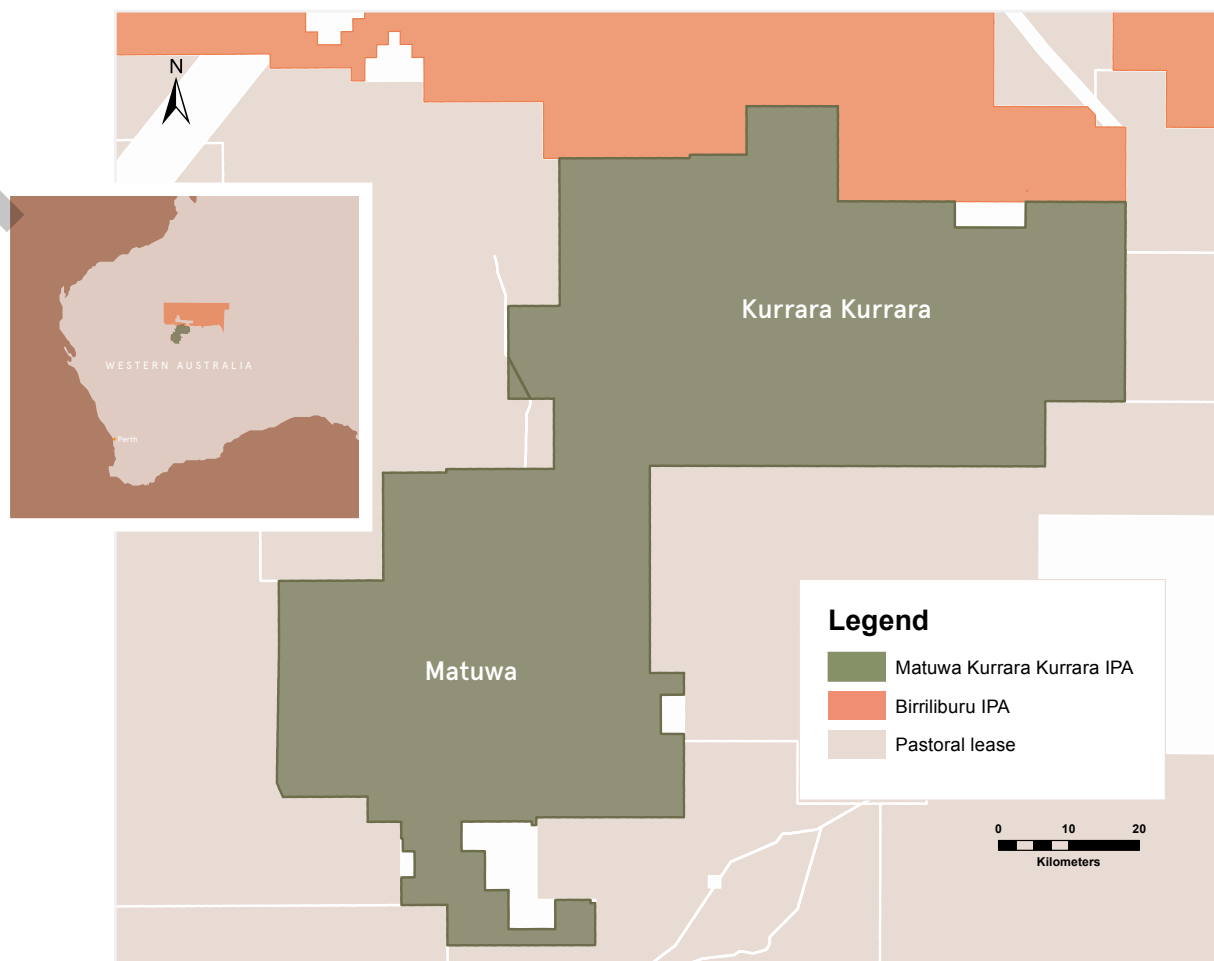 N
Kurrara Kurrara
WESTERN AUSTRALIA
Perth
Matuwa
Legend
Matuwa Kurrara Kurrara IPA
Birriliburu IPA
Pastoral lease
0 10 20
Kilometers